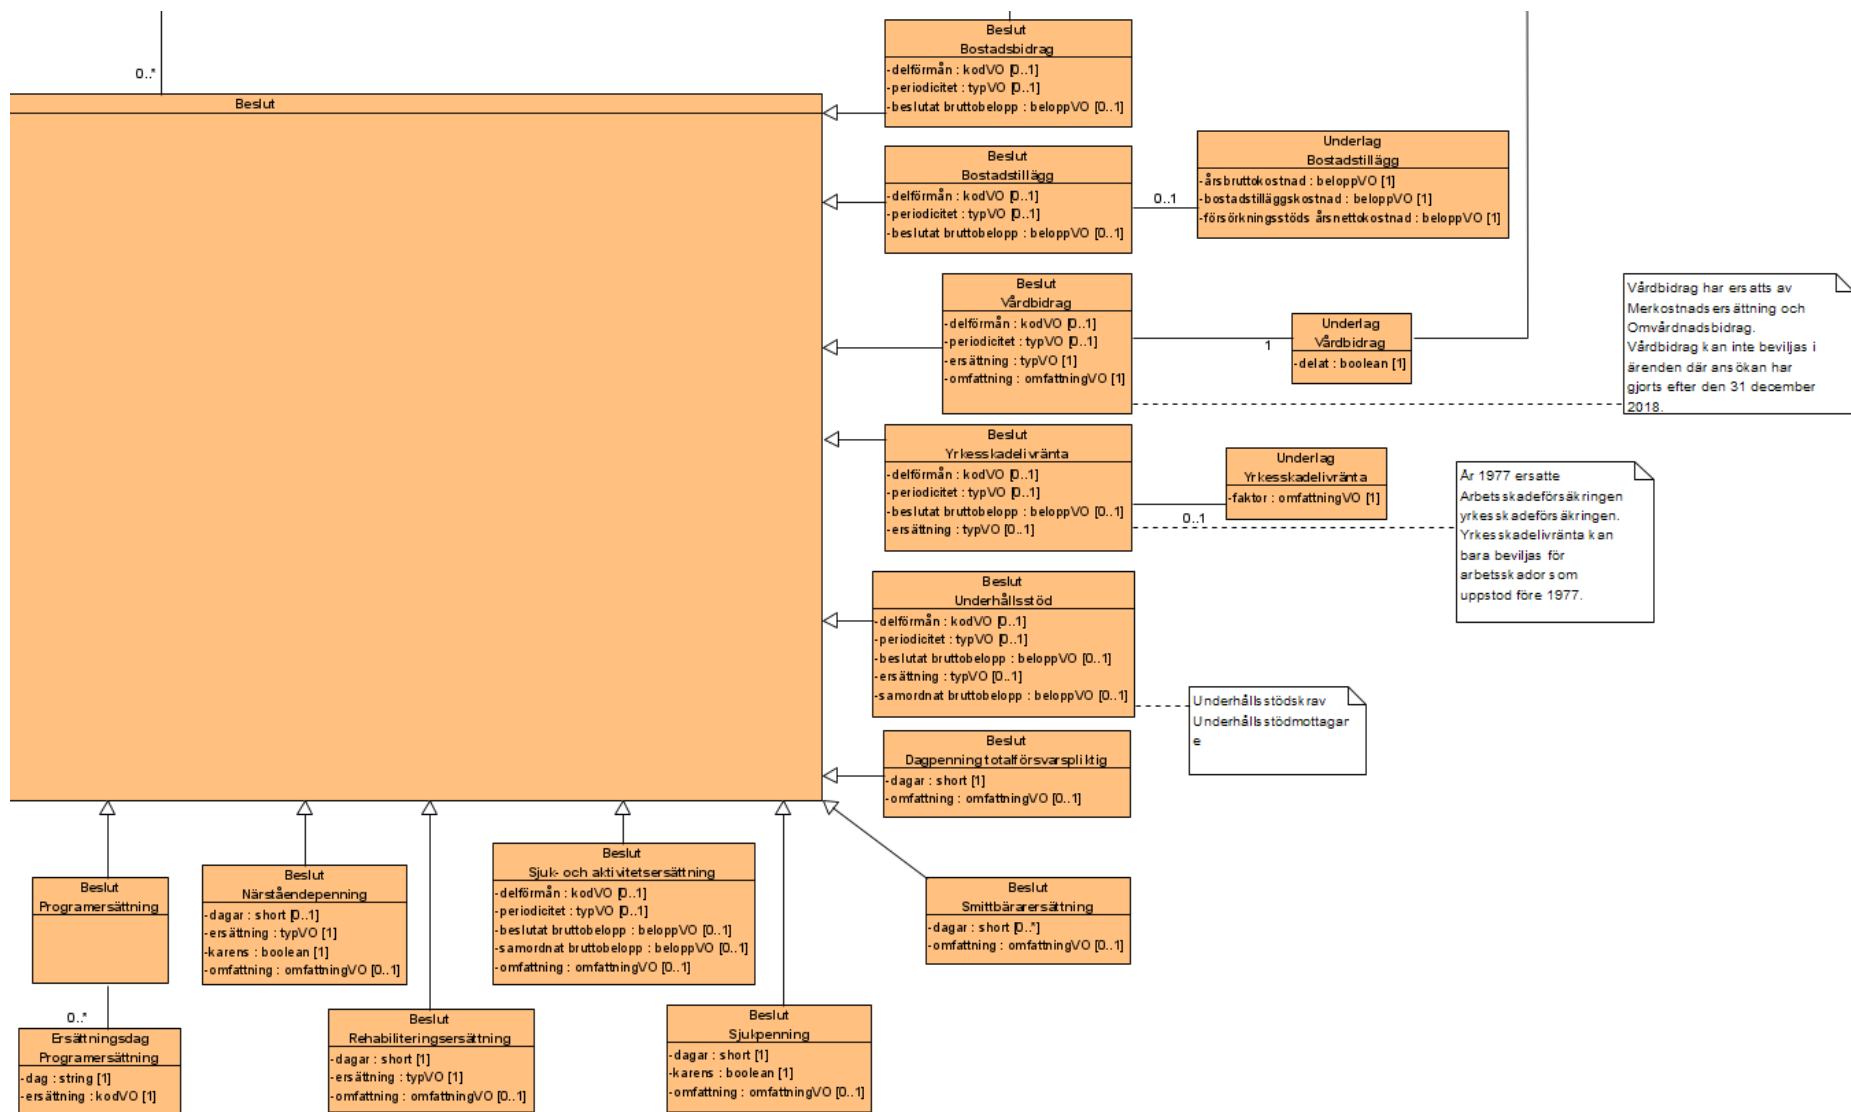 0..*
Beslut
Beslut
Bostadsbidrag
-delförmån : kodVO [0..1]
-periodicitet : typVO [0..1]
-beslutat bruttobelopp : beloppVO [0..1]
Beslut
Bostadstillägg
-delförmån : kodVO [0..1]
-periodicitet : typVO [0..1]
-beslutat bruttobelopp : beloppVO [0..1]
0..1
Underlag
Bostadstillägg
-årsbruttokostnad : beloppVO [1]
-bostadstilläggskostnad : beloppVO [1]
-försörkningsstöds årsnettokostnad : beloppVO [1]
Beslut
Vårdbidrag
-delförmån : kodVO [0..1]
-periodicitet : typVO [0..1]
-ersättning : typVO [1]
-omfattning : omfattningVO [1]
1
Underlag
Vårdbidrag
-delat : boolean [1]
Vårdbidrag har ersatts av
Merkostnadsersättning och
Omvårdnadsbidrag.
Vårdbidrag kan inte beviljas i
ärenden där ansökan har
gjorts efter den 31 december
2018.
Beslut
Yrkesskadelivränta
-delförmån : kodVO [0..1]
-periodicitet : typVO [0..1]
-beslutat bruttobelopp : beloppVO [0..1]
-ersättning : typVO [0..1]
0..1
Underlag
Yrkesskadelivränta
-faktor : omfattningVO [1]
År 1977 ersatte
Arbetsskadeförsäkringen
yrkesskadeförsäkringen.
Yrkesskadelivränta kan
bara beviljas för
arbetsskador som
uppstod före 1977.
Beslut
Underhållsstöd
-delförmån : kodVO [0..1]
-periodicitet : typVO [0..1]
-beslutat bruttobelopp : beloppVO [0..1]
-ersättning : typVO [0..1]
-samordnat bruttobelopp : beloppVO [0..1]
Underhållsstödskrav
Underhållsstödmottagar
e
Beslut
Dagpenning totalförsvarspliktig
-dagar : short [1]
-omfattning : omfattningVO [0..1]
Beslut
Programersättning
0..*
Ersättningsdag
Programersättning
-dag : string [1]
-ersättning : kodVO [1]
Beslut
Närståendepenning
-dagar : short [0..1]
-ersättning : typVO [1]
-karens : boolean [1]
-omfattning : omfattningVO [0..1]
Beslut
Rehabiliteringsersättning
-dagar : short [1]
-ersättning : typVO [1]
-omfattning : omfattningVO [0..1]
Beslut
Sjuk- och aktivitetsersättning
-delförmån : kodVO [0..1]
-periodicitet : typVO [0..1]
-beslutat bruttobelopp : beloppVO [0..1]
-samordnat bruttobelopp : beloppVO [0..1]
-omfattning : omfattningVO [0..1]
Beslut
Sjukpenning
-dagar : short [1]
-karens : boolean [1]
-omfattning : omfattningVO [0..1]
Beslut
Smittbärarersättning
-dagar : short [0..*]
-omfattning : omfattningVO [0..1]